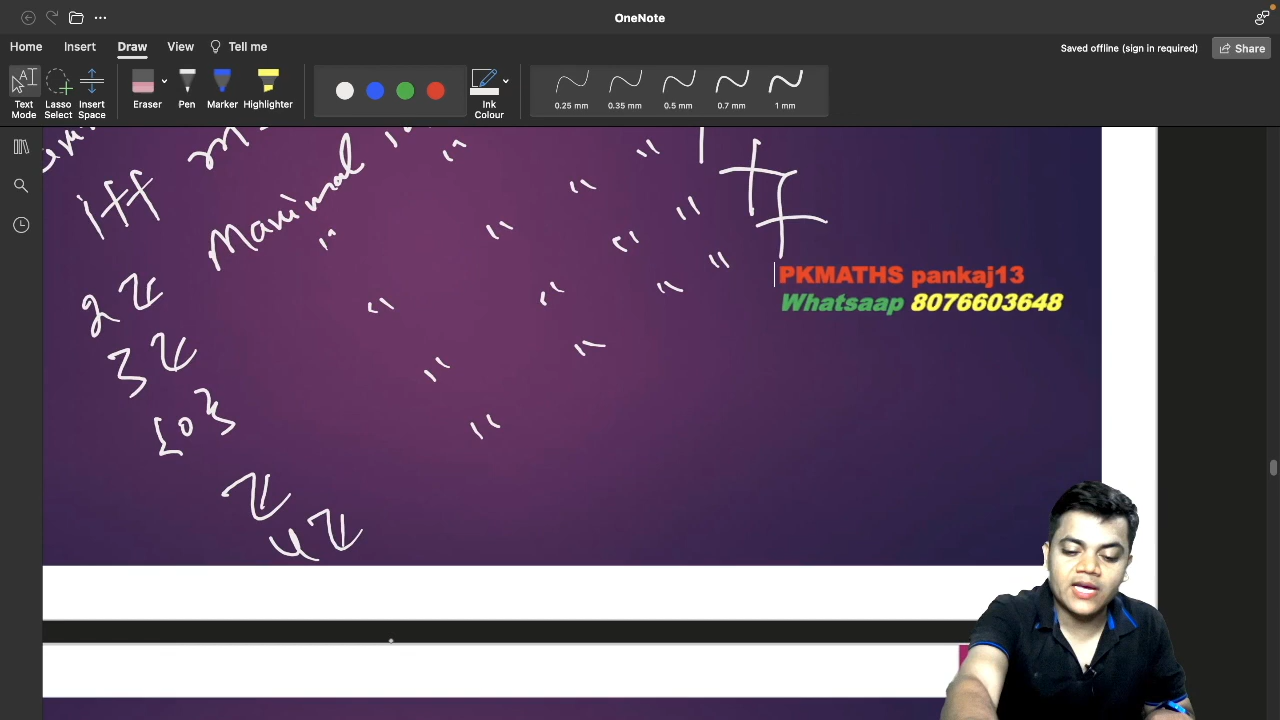 OneNote
Home Insert Draw View Tell me
Saved offline (sign in required) Share
Text Mode
Lasso Select
Insert Space
Eraser
Pen
Marker
Highlighter
Ink Colour
0.25 mm 0.35 mm 0.5 mm 0.7 mm 1 mm
iff m
Maximal i
" " "
" " "
" " "
PKMATHS pankaj13
Whatsaap 8076603648
2ℤ " " "
3ℤ " "
{0} "
ℤ
4ℤ